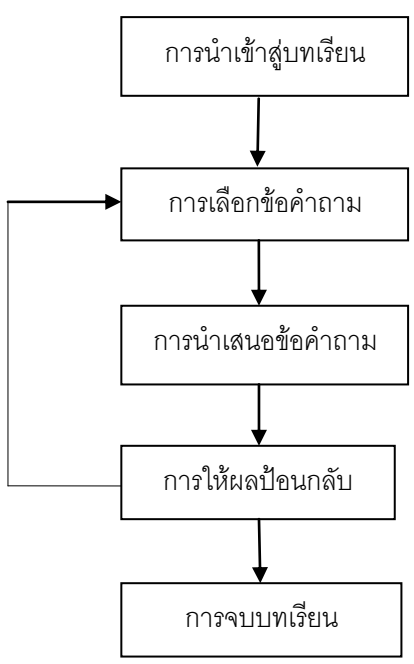 การนำเข้าสู่บทเรียน
การเลือกข้อคำถาม
การนำเสนอข้อคำถาม
การให้ผลป้อนกลับ
การจบบทเรียน